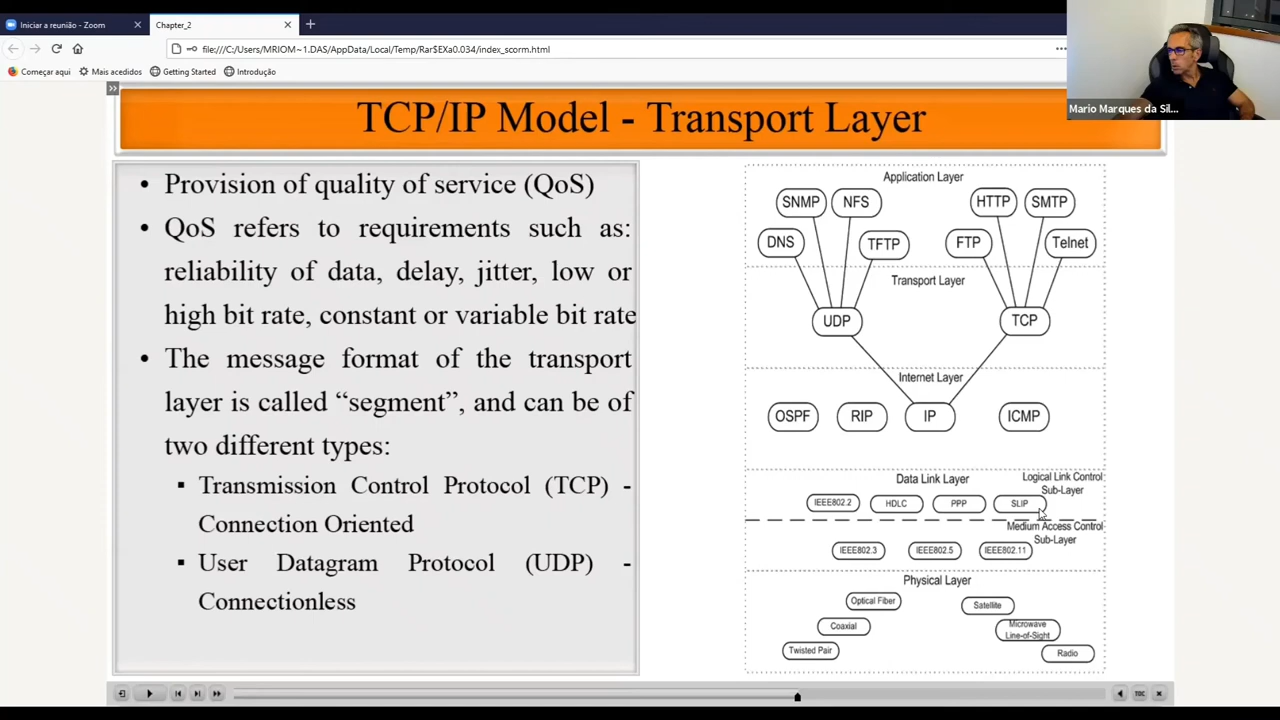 Iniciar a reunião - Zoom
Chapter_2
file:///C:/Users/MRIOM~1.DAS/AppData/Local/Temp/Rar$EXa0.034/index_scorm.html
Começar aqui
Mais acedidos
Getting Started
Introdução
Mario Marques da Sil...
TCP/IP Model - Transport Layer
• Provision of quality of service (QoS)
• QoS refers to requirements such as:
reliability of data, delay, jitter, low or
high bit rate, constant or variable bit rate
• The message format of the transport
layer is called “segment”, and can be of
two different types:
▪ Transmission Control Protocol (TCP) -
Connection Oriented
▪ User Datagram Protocol (UDP) -
Connectionless
Application Layer
SNMP NFS HTTP SMTP
DNS TFTP FTP Telnet
Transport Layer
UDP TCP
Internet Layer
OSPF RIP IP ICMP
Data Link Layer
Logical Link Control
Sub-Layer
IEEE802.2 HDLC PPP SLIP
Medium Access Control
Sub-Layer
IEEE802.3 IEEE802.5 IEEE802.11
Physical Layer
Optical Fiber
Satellite
Coaxial
Microwave
Line-of-Sight
Twisted Pair
Radio
TOC